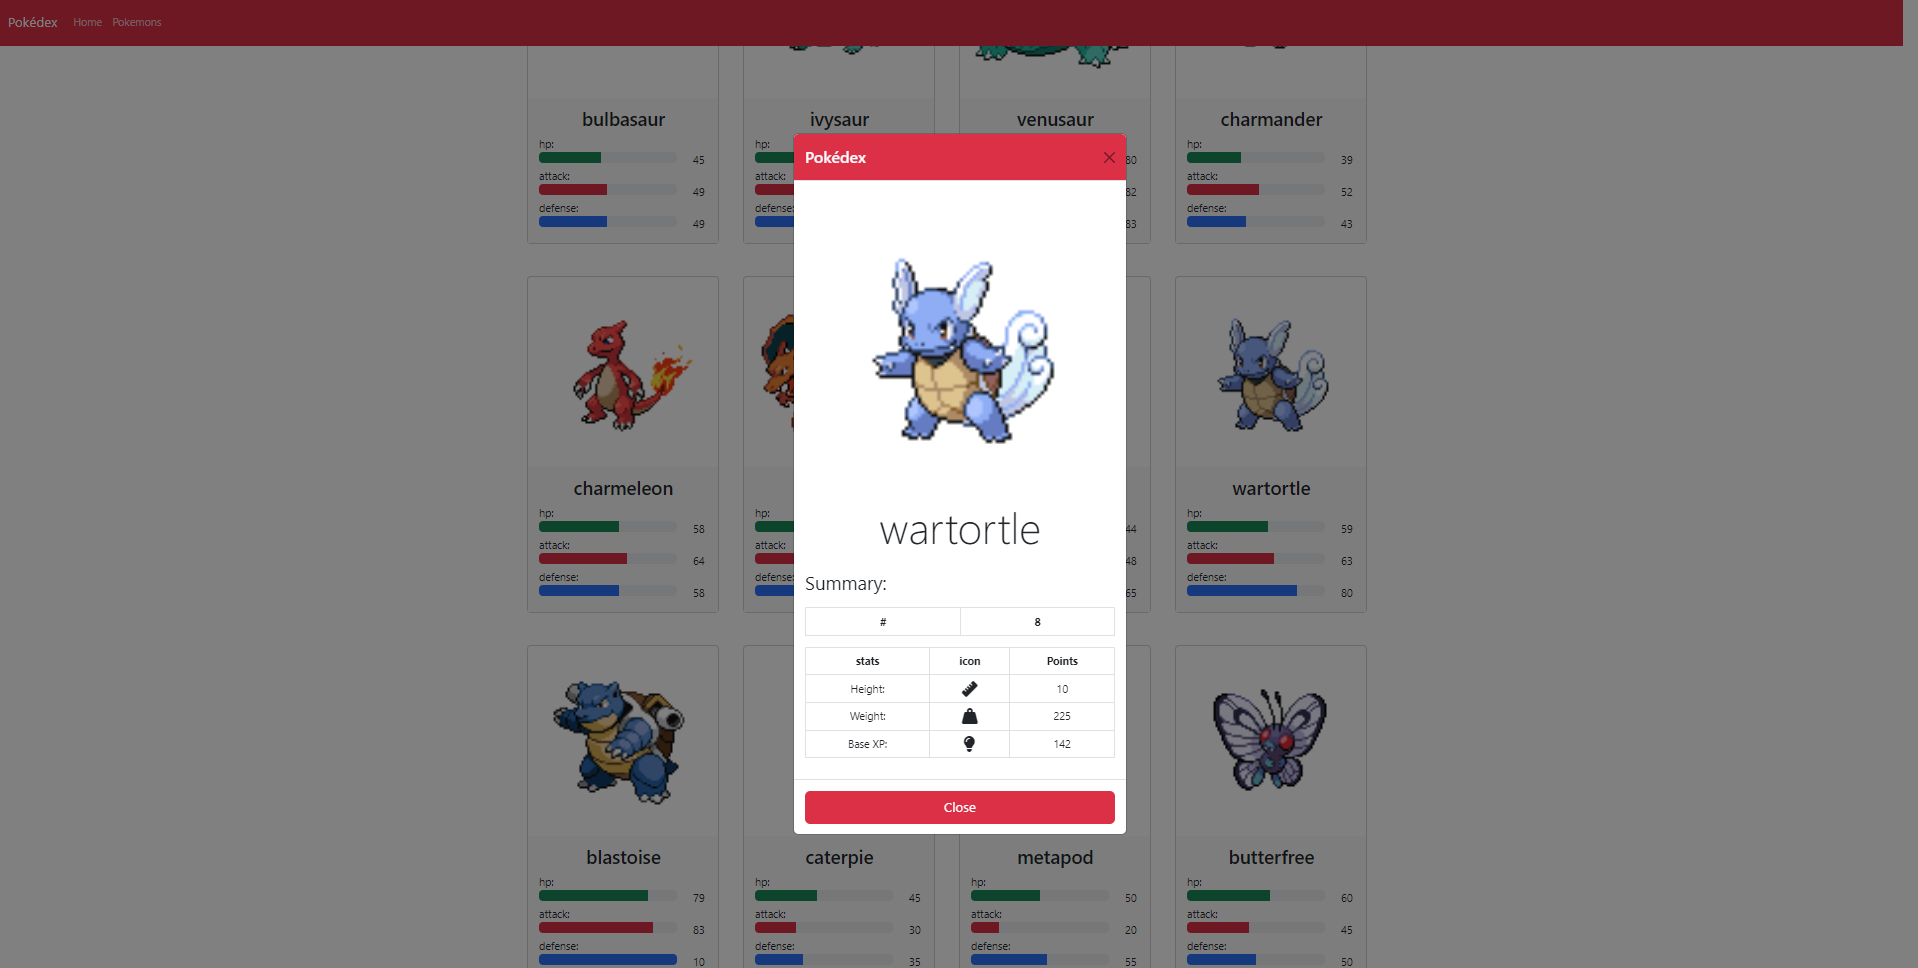 Pokédex Home Pokemons
bulbasaur ivysaur venusaur charmander
hp: hp: hp:
45 80 39
attack: attack: attack:
49 82 52
defense: defense: defense:
49 83 43
Pokédex
wartortle
Summary:
# 8
stats icon Points
Height: 10
Weight: 225
Base XP: 142
Close
charmeleon wartortle
hp: hp: hp:
58 44 59
attack: attack: attack:
64 48 63
defense: defense: defense:
58 65 80
blastoise caterpie metapod butterfree
hp: hp: hp: hp:
79 45 50 60
attack: attack: attack: attack:
83 30 20 45
defense: defense: defense: defense:
10 35 55 50